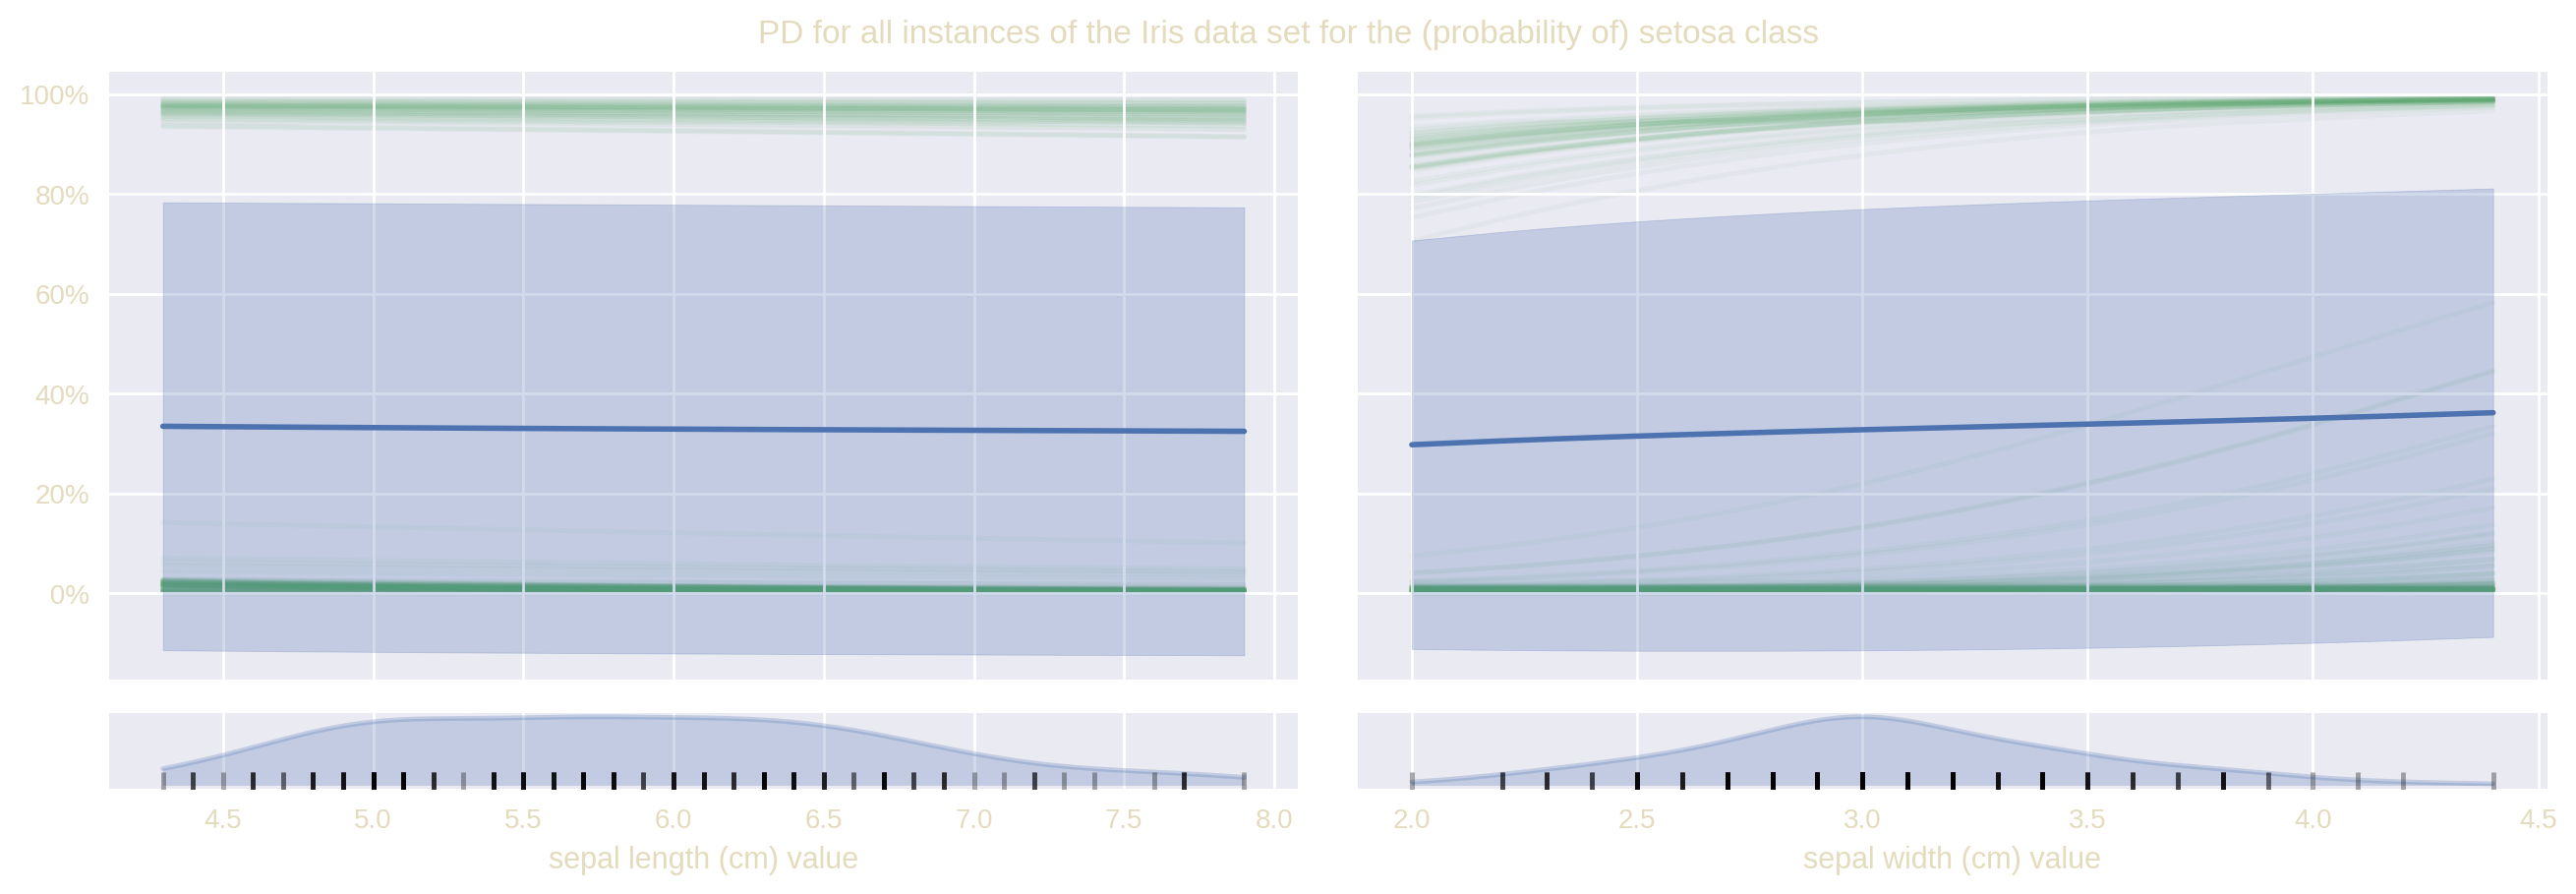 PD for all instances of the Iris data set for the (probability of) setosa class
100%
80%
60%
40%
20%
0%
4.5 5.0 5.5 6.0 6.5 7.0 7.5 8.0
sepal length (cm) value
2.0 2.5 3.0 3.5 4.0 4.5
sepal width (cm) value